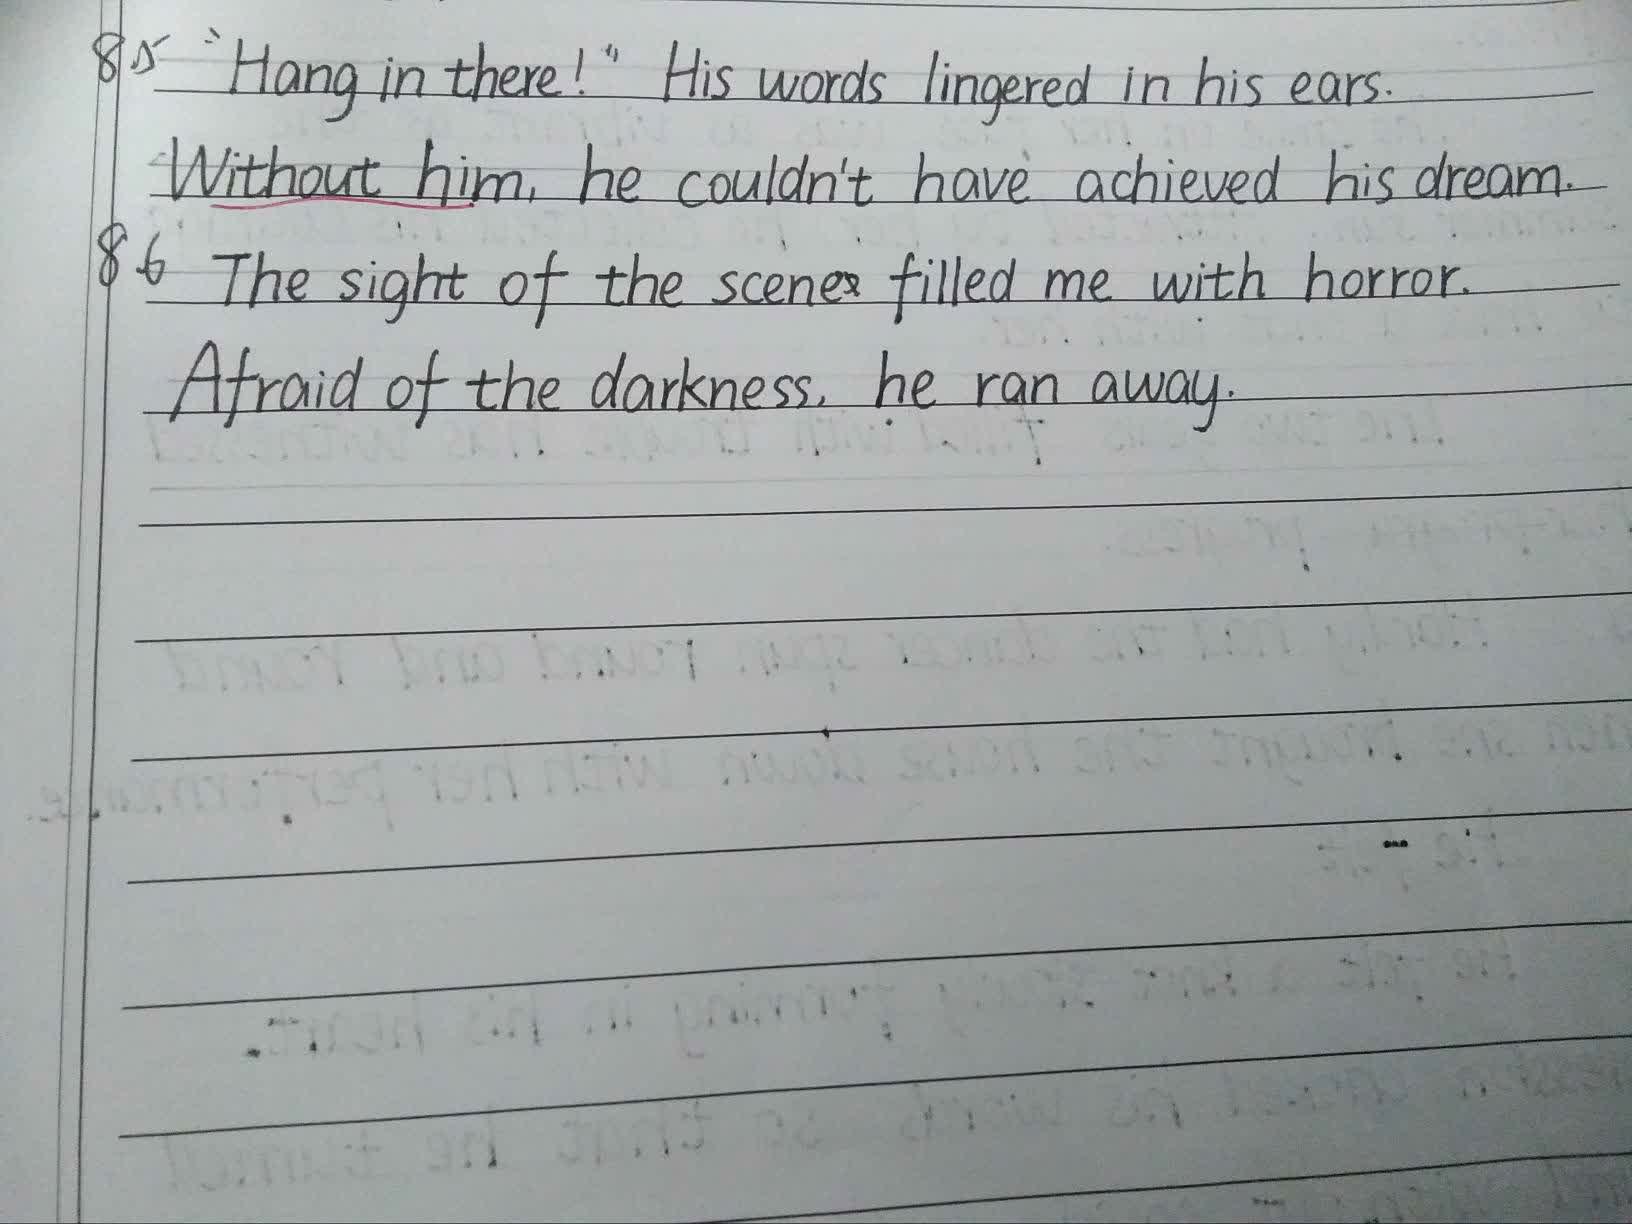 85 "Hang in there!" His words lingered in his ears.
Without him, he couldn't have achieved his dream.
86 The sight of the scene filled me with horror.
Afraid of the darkness, he ran away.